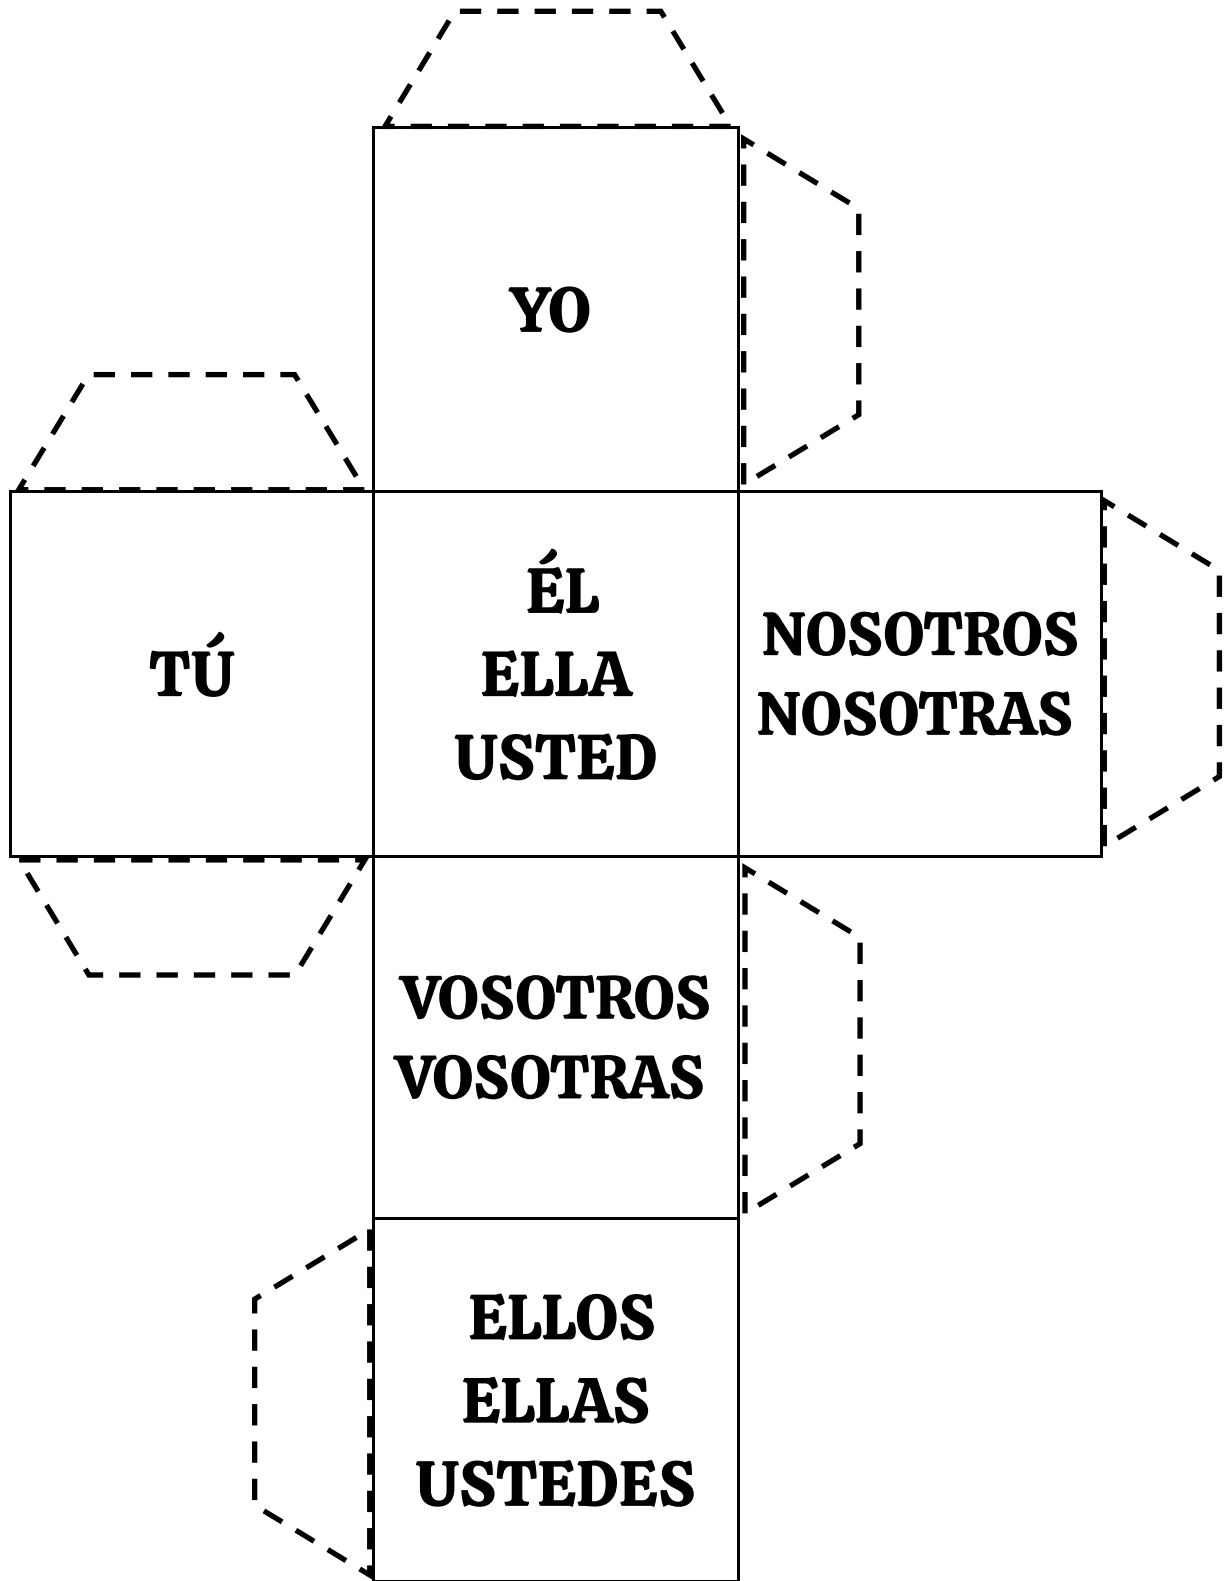 YO
TÚ
ÉL
ELLA
USTED
NOSOTROS
NOSOTRAS
VOSOTROS
VOSOTRAS
ELLOS
ELLAS
USTEDES